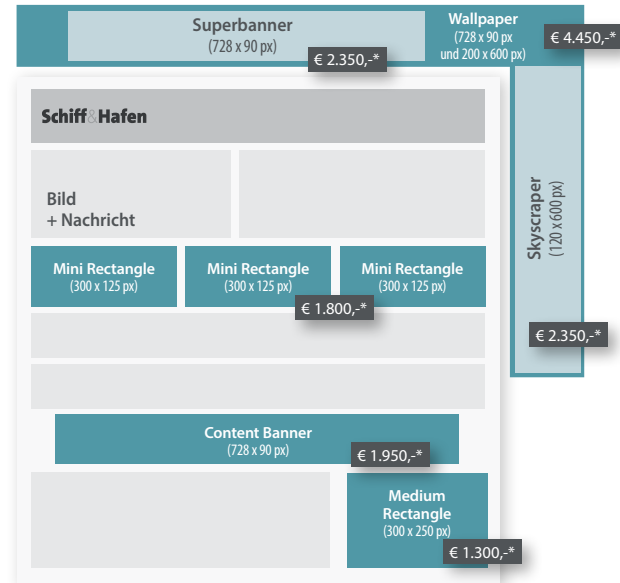 Superbanner
(728 x 90 px)
€ 2.350,-*
Wallpaper
(728 x 90 px
und 200 x 600 px)
€ 4.450,-*
Schiff&Hafen
Bild
+ Nachricht
Skyscraper
(120 x 600 px)
€ 2.350,-*
Mini Rectangle
(300 x 125 px)
Mini Rectangle
(300 x 125 px)
Mini Rectangle
(300 x 125 px)
€ 1.800,-*
Content Banner
(728 x 90 px)
€ 1.950,-*
Medium
Rectangle
(300 x 250 px)
€ 1.300,-*